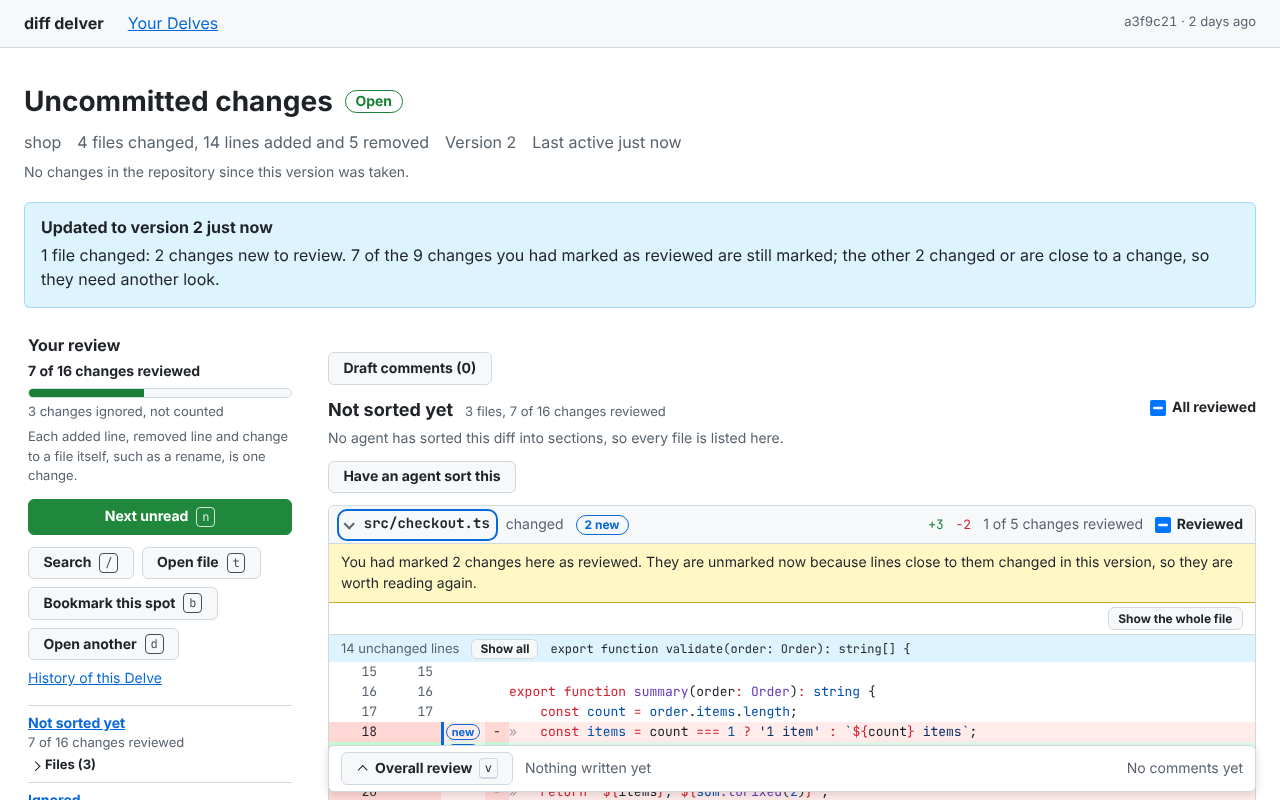 diff delver Your Delves a3f9c21 · 2 days ago
Uncommitted changes Open
shop 4 files changed, 14 lines added and 5 removed Version 2 Last active just now
No changes in the repository since this version was taken.
Updated to version 2 just now
1 file changed: 2 changes new to review. 7 of the 9 changes you had marked as reviewed are still marked; the other 2 changed or are close to a change, so
they need another look.
Your review
7 of 16 changes reviewed
3 changes ignored, not counted
Each added line, removed line and change
to a file itself, such as a rename, is one
change.
Next unread n
Search / Open file t
Bookmark this spot b
Open another d
History of this Delve
Not sorted yet
7 of 16 changes reviewed
Files (3)
Ignored
Draft comments (0)
Not sorted yet 3 files, 7 of 16 changes reviewed All reviewed
No agent has sorted this diff into sections, so every file is listed here.
Have an agent sort this
src/checkout.ts changed 2 new +3 -2 1 of 5 changes reviewed Reviewed
You had marked 2 changes here as reviewed. They are unmarked now because lines close to them changed in this version, so they are
worth reading again.
Show the whole file
14 unchanged lines Show all export function validate(order: Order): string[] {
15 15
16 16 export function summary(order: Order): string {
17 17 const count = order.items.length;
18 new - » const items = count === 1 ? '1 item' : `${count} items`;
Overall review v Nothing written yet No comments yet